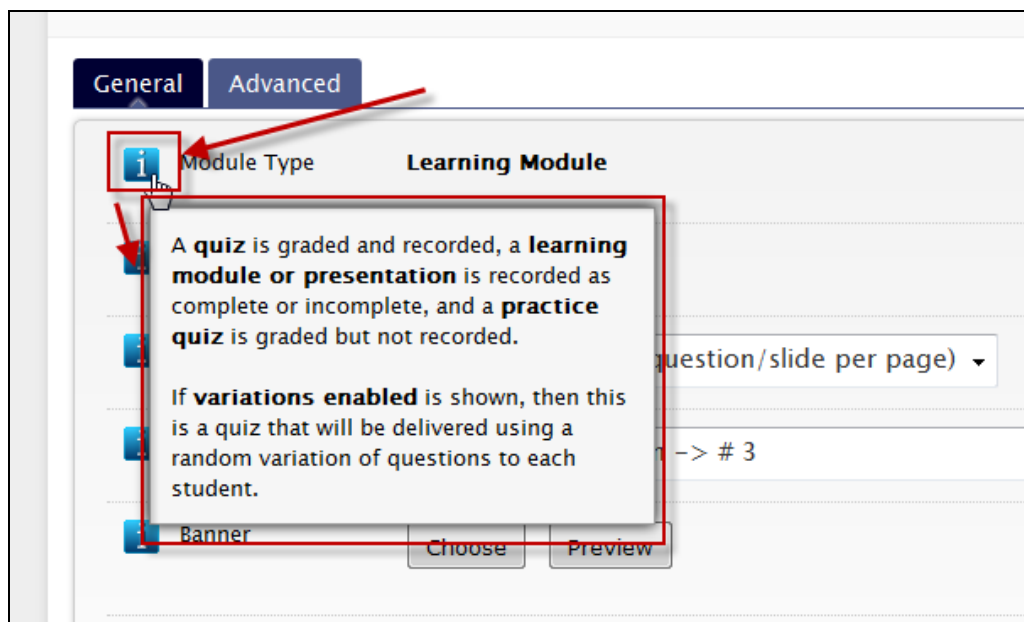 General Advanced
i Module Type Learning Module
A quiz is graded and recorded, a learning
module or presentation is recorded as
complete or incomplete, and a practice
quiz is graded but not recorded.
question/slide per page)
If variations enabled is shown, then this
is a quiz that will be delivered using a
random variation of questions to each
student.
-> # 3
Banner
Choose Preview